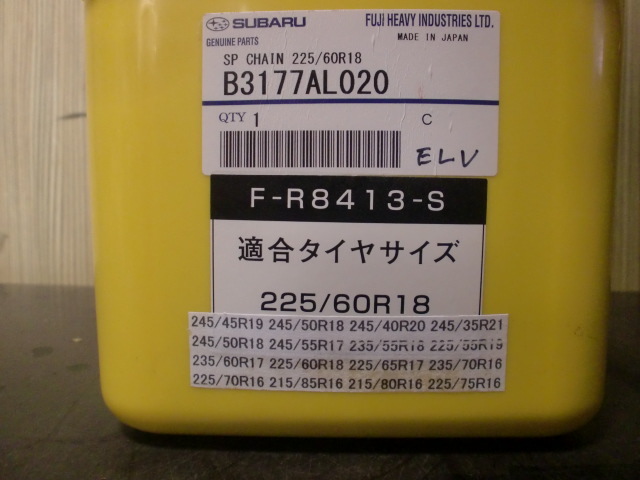 SUBARU FUJI HEAVY INDUSTRIES LTD.
GENUINE PARTS MADE IN JAPAN
SP CHAIN 225/60R18
B3177AL020
QTY 1 C
ELV
F-R8413-S
適合タイヤサイズ
225/60R18
245/45R19 245/50R18 245/40R20 245/35R21
245/50R18 245/55R17 235/55R18 225/55R19
235/60R17 225/60R18 225/65R17 235/70R16
225/70R16 215/85R16 215/80R16 225/75R16